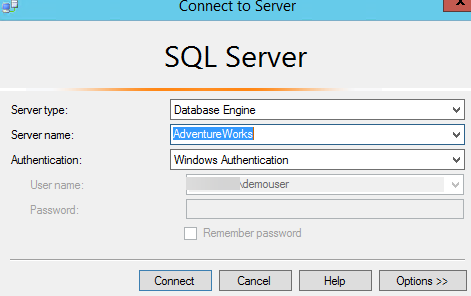 Connect to Server
SQL Server
Server type: Database Engine
Server name: AdventureWorks
Authentication: Windows Authentication
User name: \demouser
Password:
Remember password
Connect Cancel Help Options >>